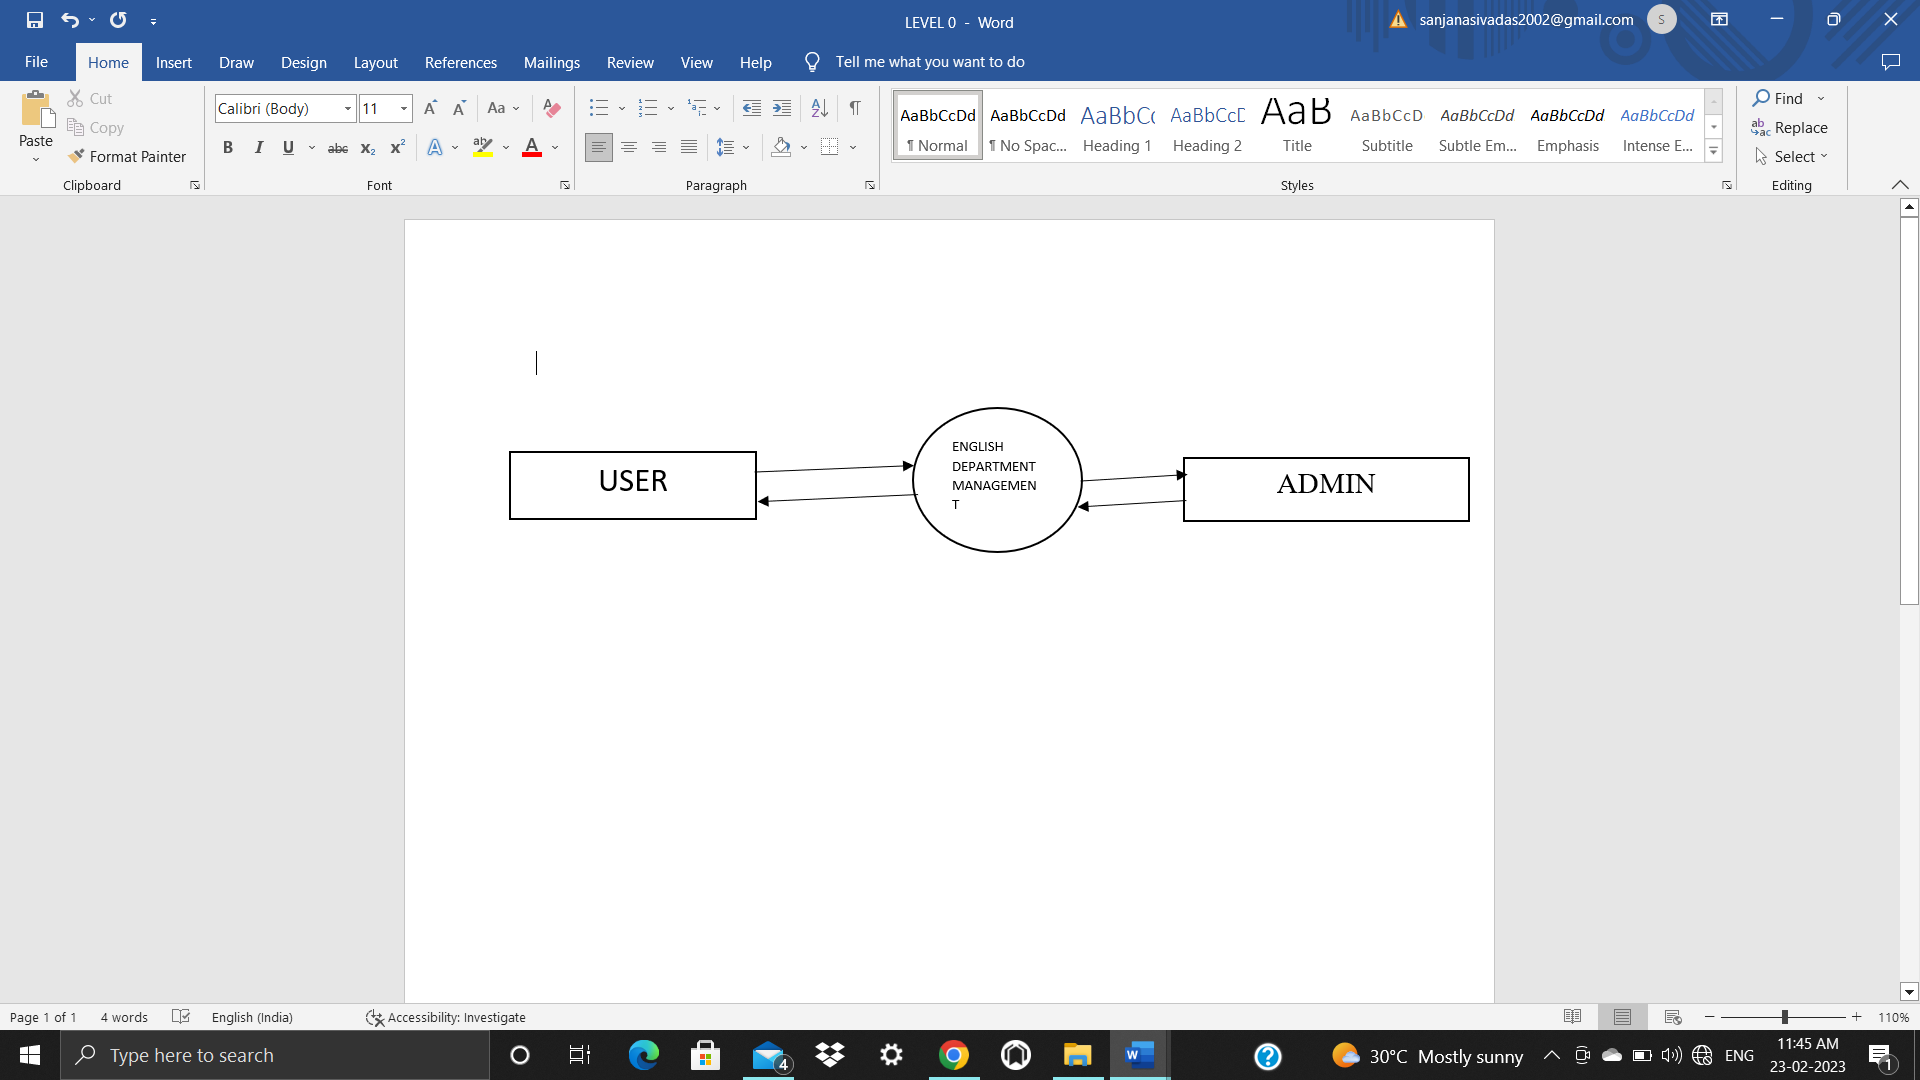 LEVEL 0 - Word
sanjanasivadas2002@gmail.com
S
File Home Insert Draw Design Layout References Mailings Review View Help Tell me what you want to do
Paste
Cut
Copy
Format Painter
Clipboard
Calibri (Body) 11 A A Aa A
B I U abc x₂ x² A ab A
Font
Paragraph
AaBbCcDd AaBbCcDd AaBbCc AaBbCcD AaB AaBbCcD AaBbCcDd AaBbCcDd AaBbCcDd
¶ Normal ¶ No Spac... Heading 1 Heading 2 Title Subtitle Subtle Em... Emphasis Intense E...
Styles
Find
Replace
Select
Editing
USER
ENGLISH
DEPARTMENT
MANAGEMEN
T
ADMIN
Page 1 of 1 4 words English (India) Accessibility: Investigate 110%
Type here to search
4
30°C Mostly sunny
ENG
11:45 AM
23-02-2023
1